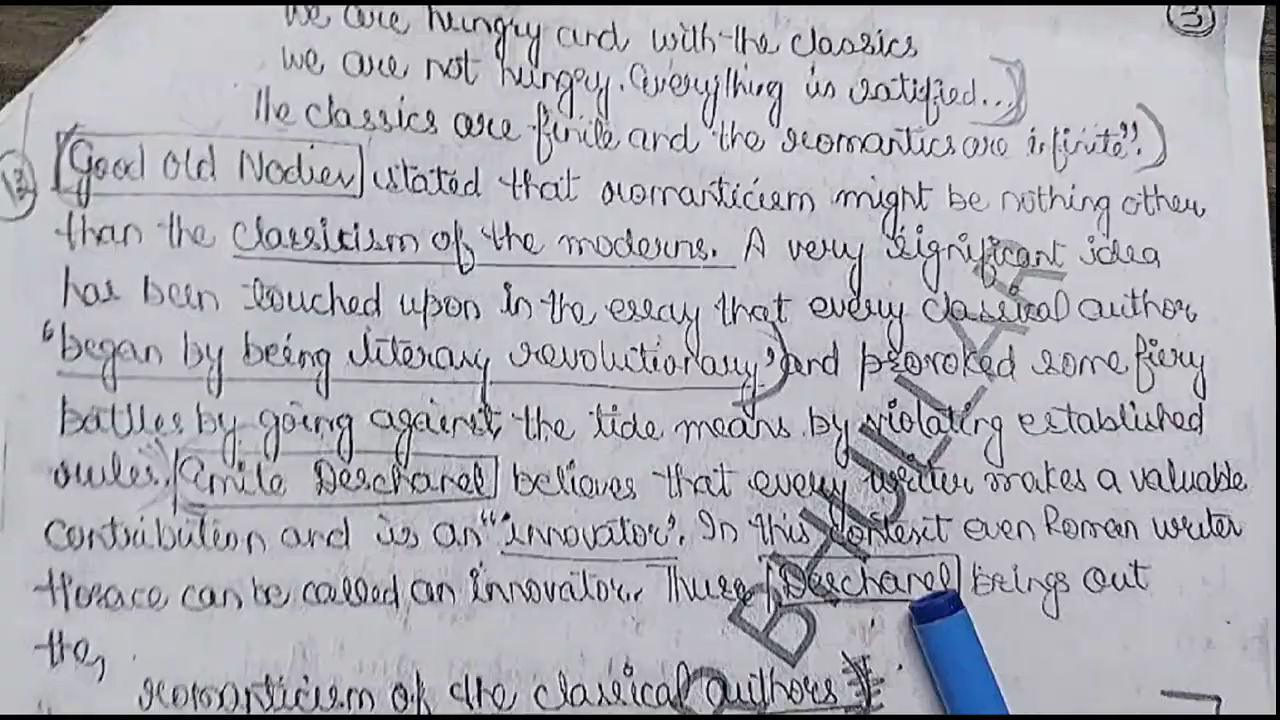 3
we are hungry and with the classics
we are not hungry. Everything is satified...)
The classics are finite and the romantics are infinite".)
12 Good old Nodier stated that romanticism might be nothing other
than the classicism of the moderns. A very significant idea
has been touched upon in the essay that every classical author
"began by being literary revolutionary") and provoked some fiery
battles by going against the tide means by violating established
rules. Emile Deschanel believes that every writer makes a valuable
contribution and is an "innovator". In this context even Roman writer
Horace can be called an innovator. Thus, Deschanel brings out
the,
romanticism of the classical authors
BHULLAR